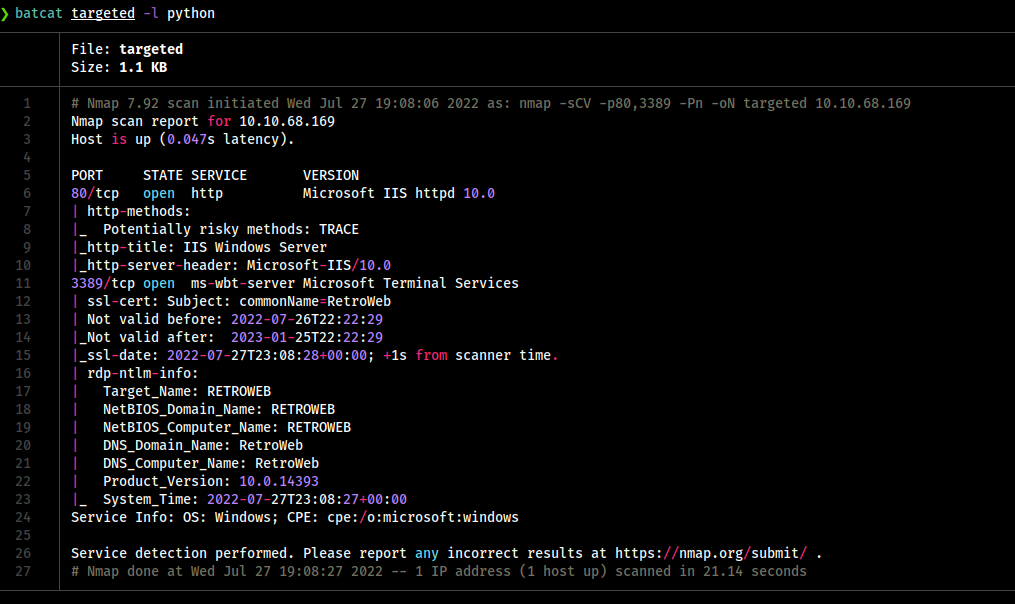 ❯ batcat targeted -l python
File: targeted
Size: 1.1 KB
1 # Nmap 7.92 scan initiated Wed Jul 27 19:08:06 2022 as: nmap -sCV -p80,3389 -Pn -oN targeted 10.10.68.169
2 Nmap scan report for 10.10.68.169
3 Host is up (0.047s latency).
4
5 PORT     STATE SERVICE       VERSION
6 80/tcp   open  http          Microsoft IIS httpd 10.0
7 | http-methods:
8 |_  Potentially risky methods: TRACE
9 |_http-title: IIS Windows Server
10 |_http-server-header: Microsoft-IIS/10.0
11 3389/tcp open  ms-wbt-server Microsoft Terminal Services
12 | ssl-cert: Subject: commonName=RetroWeb
13 | Not valid before: 2022-07-26T22:22:29
14 |_Not valid after:  2023-01-25T22:22:29
15 |_ssl-date: 2022-07-27T23:08:28+00:00; +1s from scanner time.
16 | rdp-ntlm-info:
17 |   Target_Name: RETROWEB
18 |   NetBIOS_Domain_Name: RETROWEB
19 |   NetBIOS_Computer_Name: RETROWEB
20 |   DNS_Domain_Name: RetroWeb
21 |   DNS_Computer_Name: RetroWeb
22 |   Product_Version: 10.0.14393
23 |_  System_Time: 2022-07-27T23:08:27+00:00
24 Service Info: OS: Windows; CPE: cpe:/o:microsoft:windows
25
26 Service detection performed. Please report any incorrect results at https://nmap.org/submit/ .
27 # Nmap done at Wed Jul 27 19:08:27 2022 -- 1 IP address (1 host up) scanned in 21.14 seconds